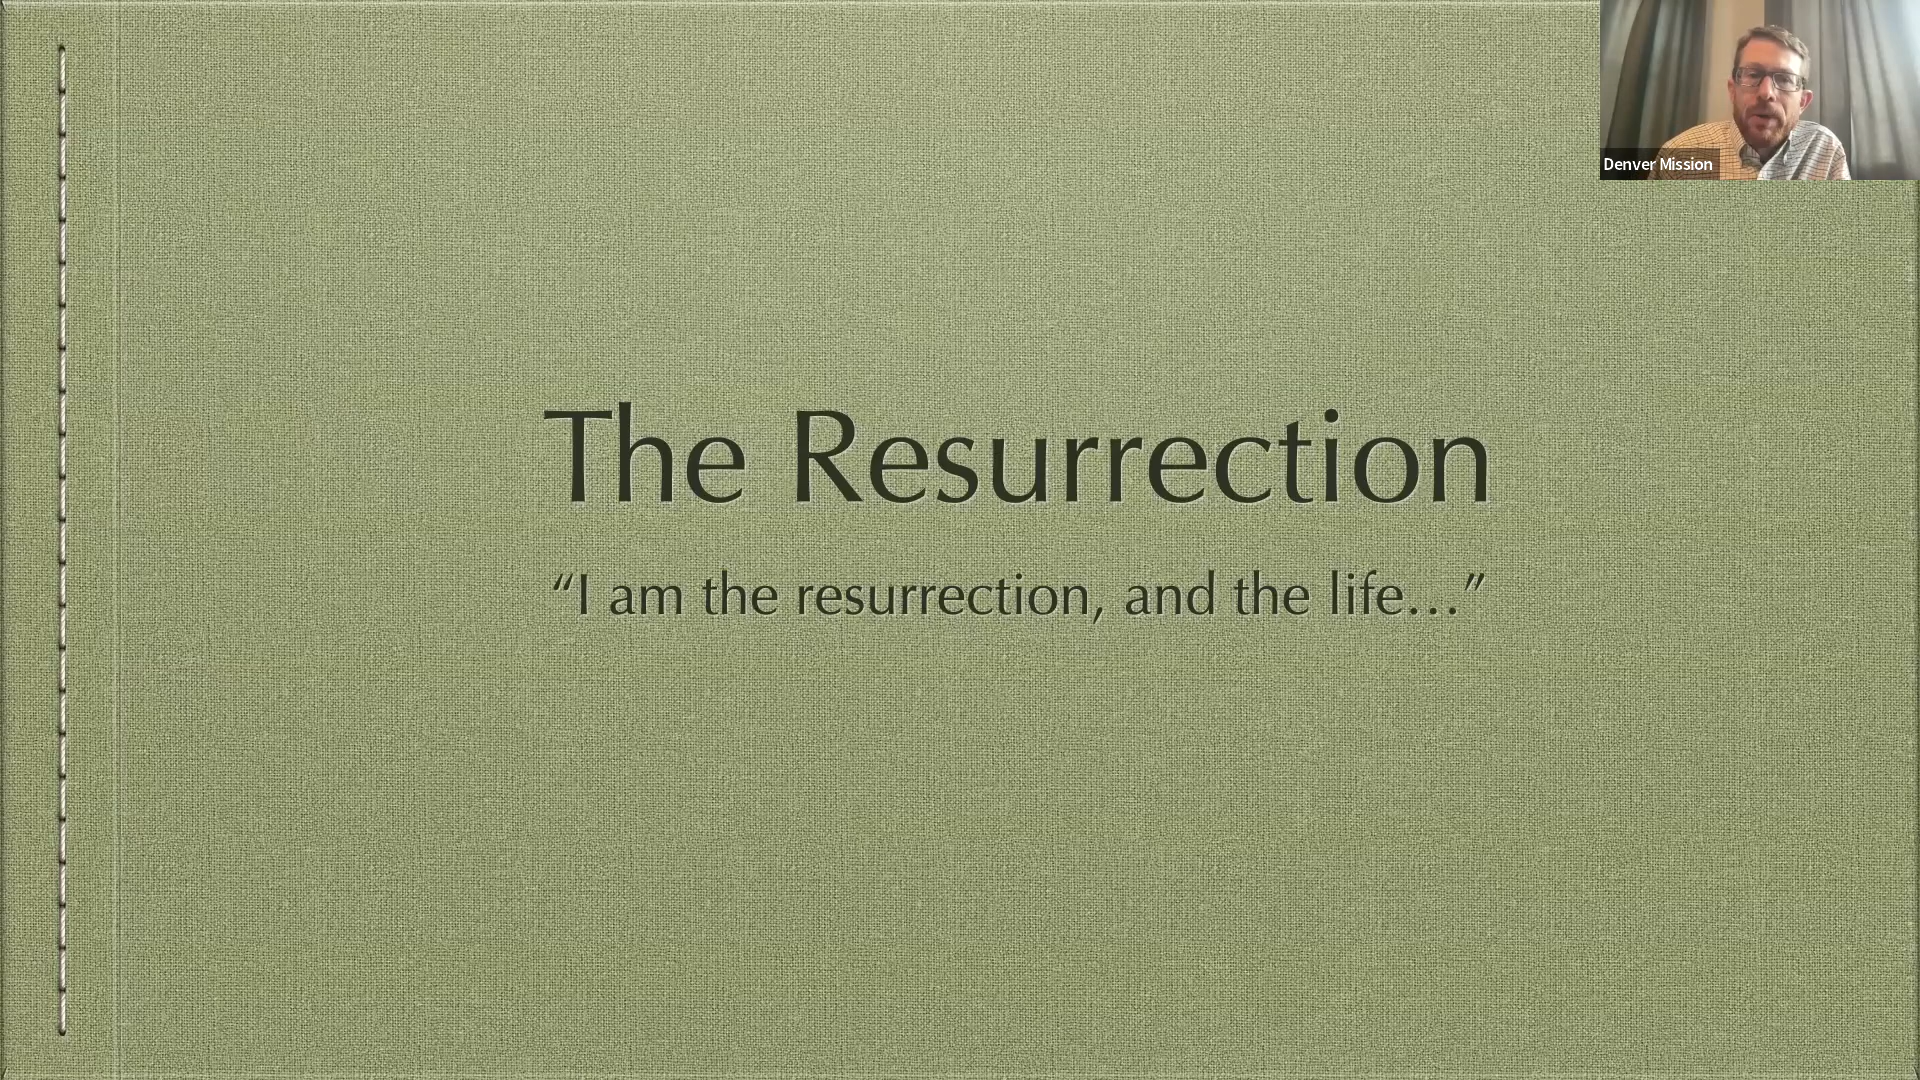 Denver Mission
The Resurrection
“I am the resurrection, and the life…”